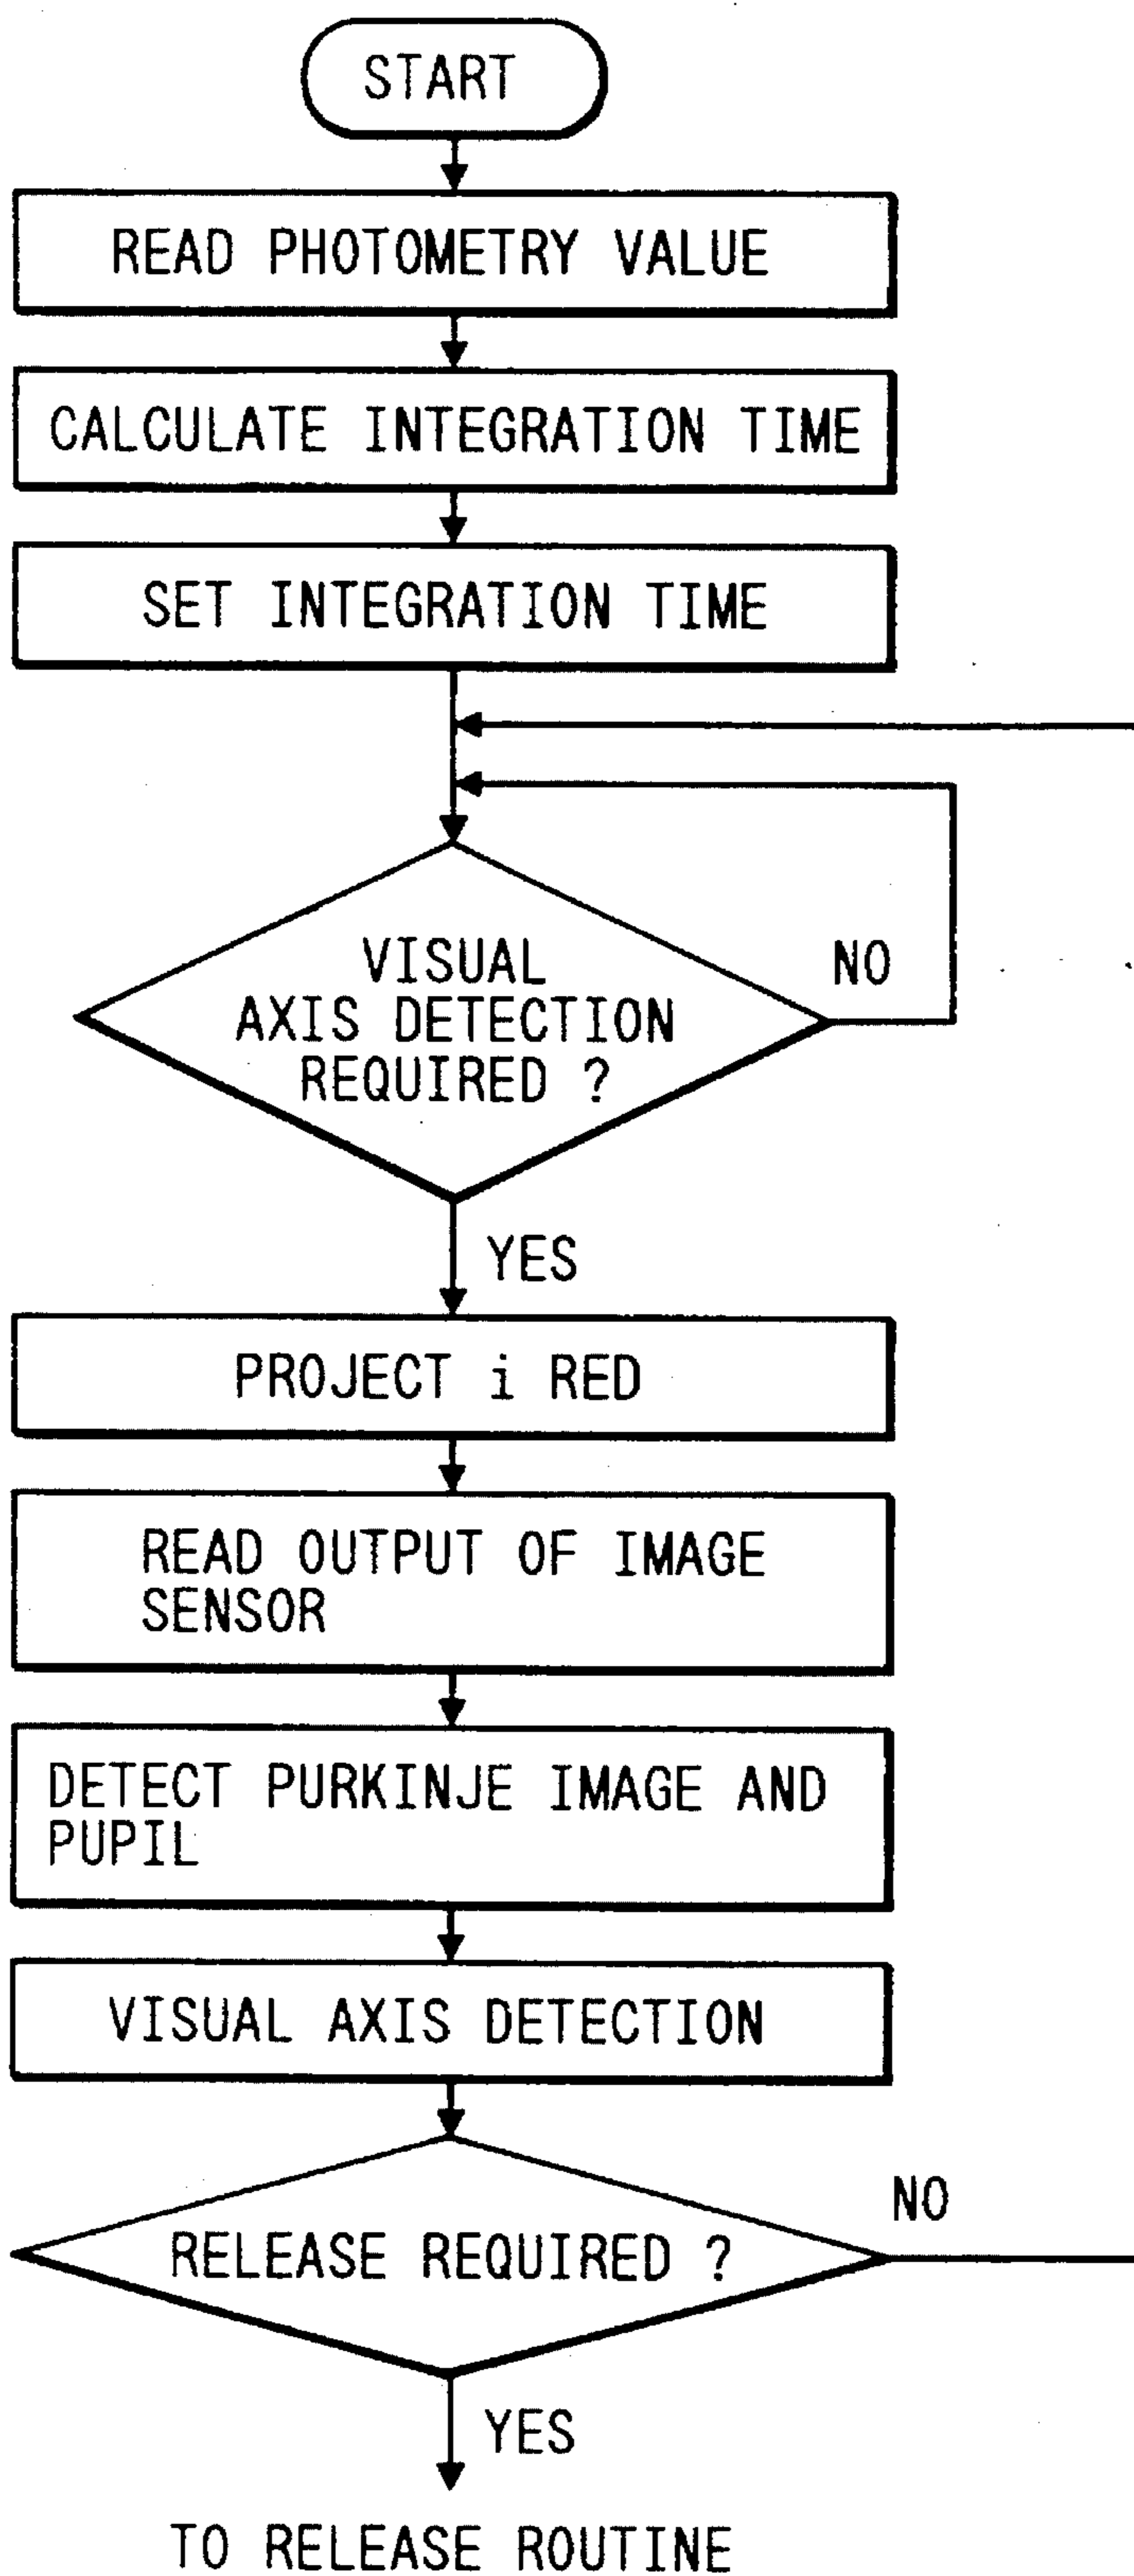 START
READ PHOTOMETRY VALUE
CALCULATE INTEGRATION TIME
SET INTEGRATION TIME
VISUAL
AXIS DETECTION
REQUIRED ?
NO
YES
PROJECT i RED
READ OUTPUT OF IMAGE
SENSOR
DETECT PURKINJE IMAGE AND
PUPIL
VISUAL AXIS DETECTION
RELEASE REQUIRED ?
NO
YES
TO RELEASE ROUTINE